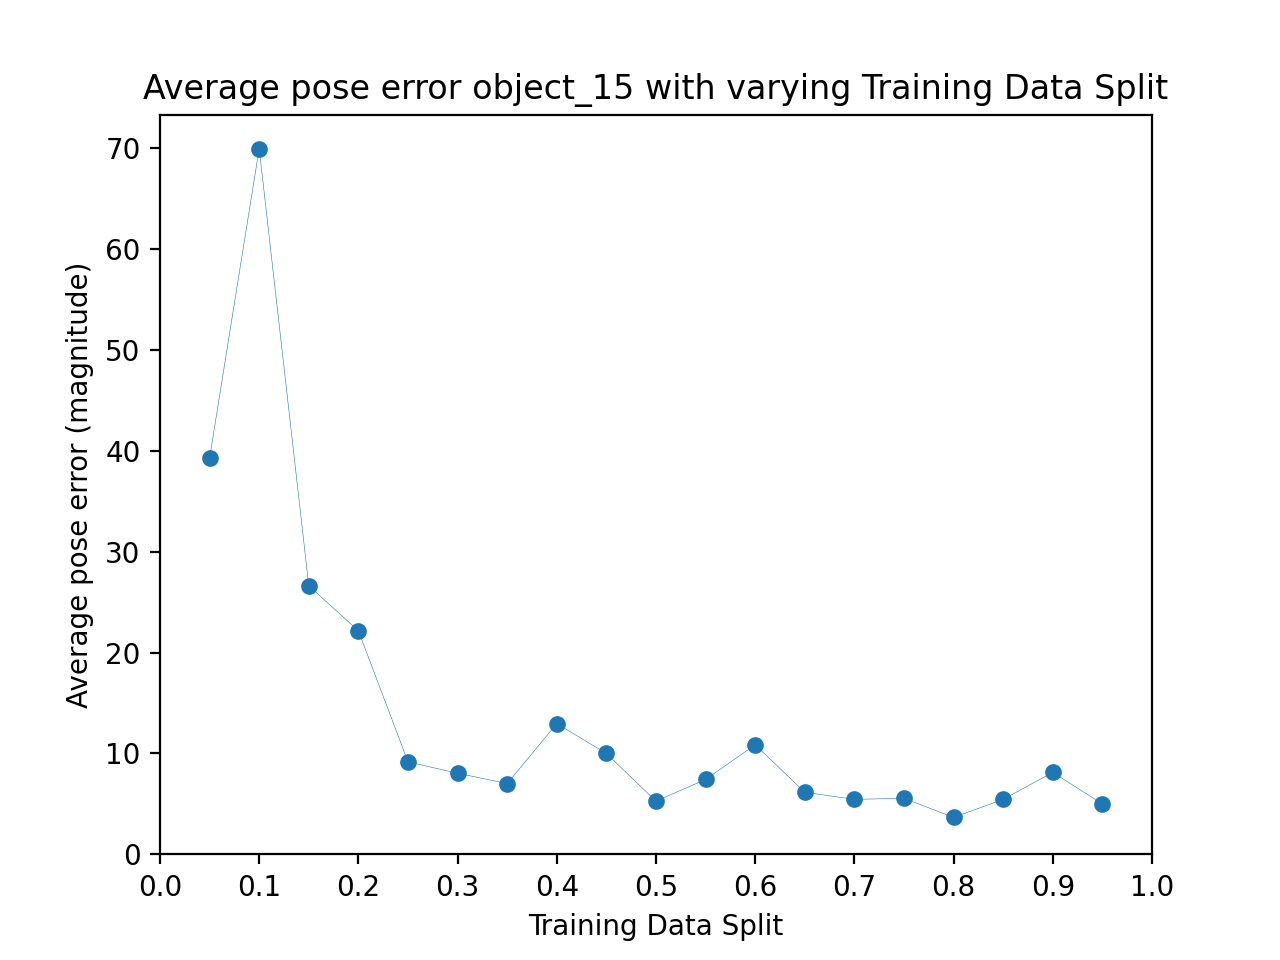 Average pose error object_15 with varying Training Data Split
70
60
50
40
30
20
10
0
Average pose error (magnitude)
0.0 0.1 0.2 0.3 0.4 0.5 0.6 0.7 0.8 0.9 1.0
Training Data Split